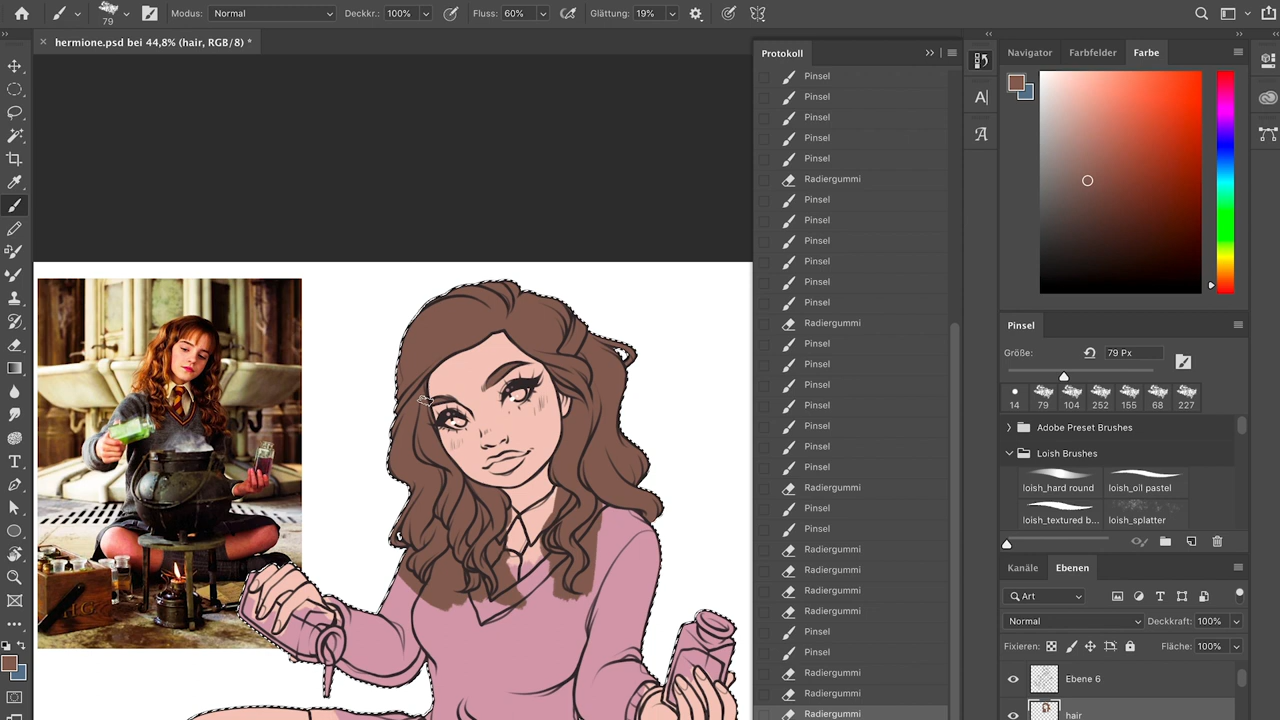 79 Modus: Normal Deckkr.: 100% Fluss: 60% Glättung: 19%
hermione.psd bei 44,8% (hair, RGB/8) *
Protokoll
Pinsel
Pinsel
Pinsel
Pinsel
Pinsel
Radiergummi
Pinsel
Pinsel
Pinsel
Pinsel
Pinsel
Pinsel
Radiergummi
Pinsel
Pinsel
Pinsel
Pinsel
Pinsel
Pinsel
Pinsel
Radiergummi
Pinsel
Pinsel
Radiergummi
Radiergummi
Radiergummi
Radiergummi
Pinsel
Pinsel
Radiergummi
Radiergummi
Radiergummi
Navigator Farbfelder Farbe
Pinsel
Größe: 79 Px
14 79 104 252 155 68 227
Adobe Preset Brushes
Loish Brushes
loish_hard round loish_oil pastel
loish_textured b... loish_splatter
Kanäle Ebenen
Art
Normal Deckkraft: 100%
Fixieren: Fläche: 100%
Ebene 6
hair